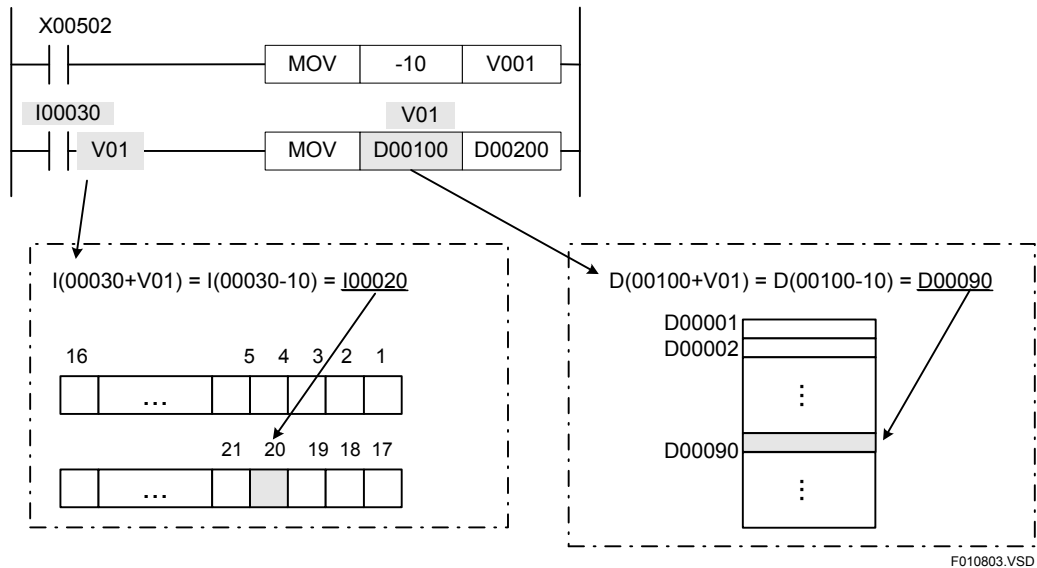 X00502
MOV -10 V001
I00030 V01
V01 MOV D00100 D00200
I(00030+V01) = I(00030-10) = I00020
16 5 4 3 2 1
...
21 20 19 18 17
...
D(00100+V01) = D(00100-10) = D00090
D00001
D00002
...
D00090
...
F010803.VSD